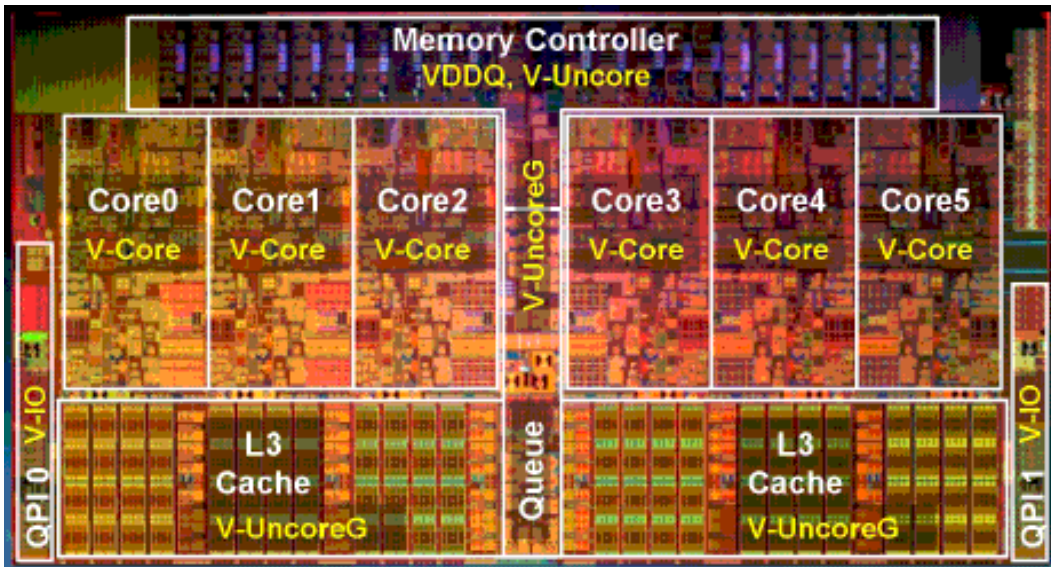 Memory Controller
VDDQ, V-Uncore
Core0
V-Core
Core1
V-Core
Core2
V-Core
V-UncoreG
Core3
V-Core
Core4
V-Core
Core5
V-Core
QPI 0 V-IO
L3
Cache
V-UncoreG
Queue
L3
Cache
V-UncoreG
QPI 1 V-IO